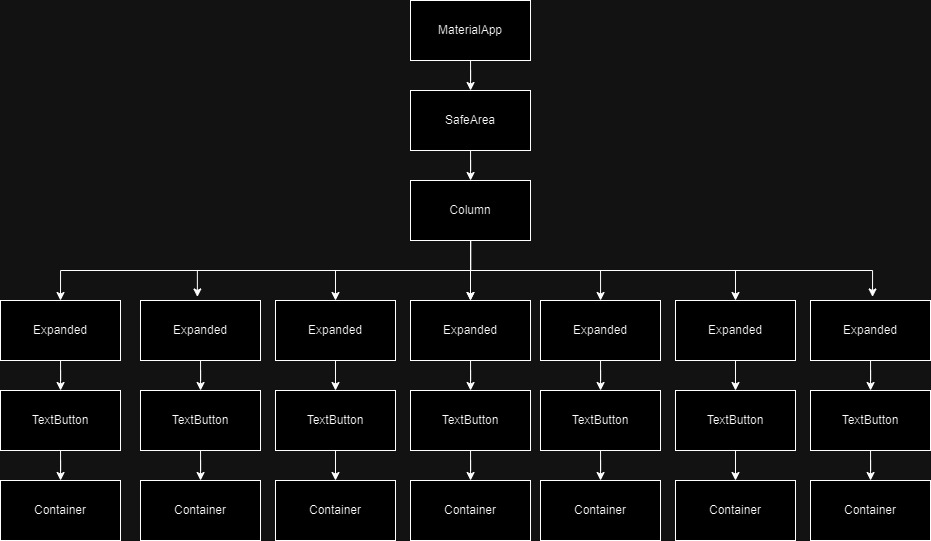 MaterialApp
SafeArea
Column
Expanded Expanded Expanded Expanded Expanded Expanded Expanded
TextButton TextButton TextButton TextButton TextButton TextButton TextButton
Container Container Container Container Container Container Container